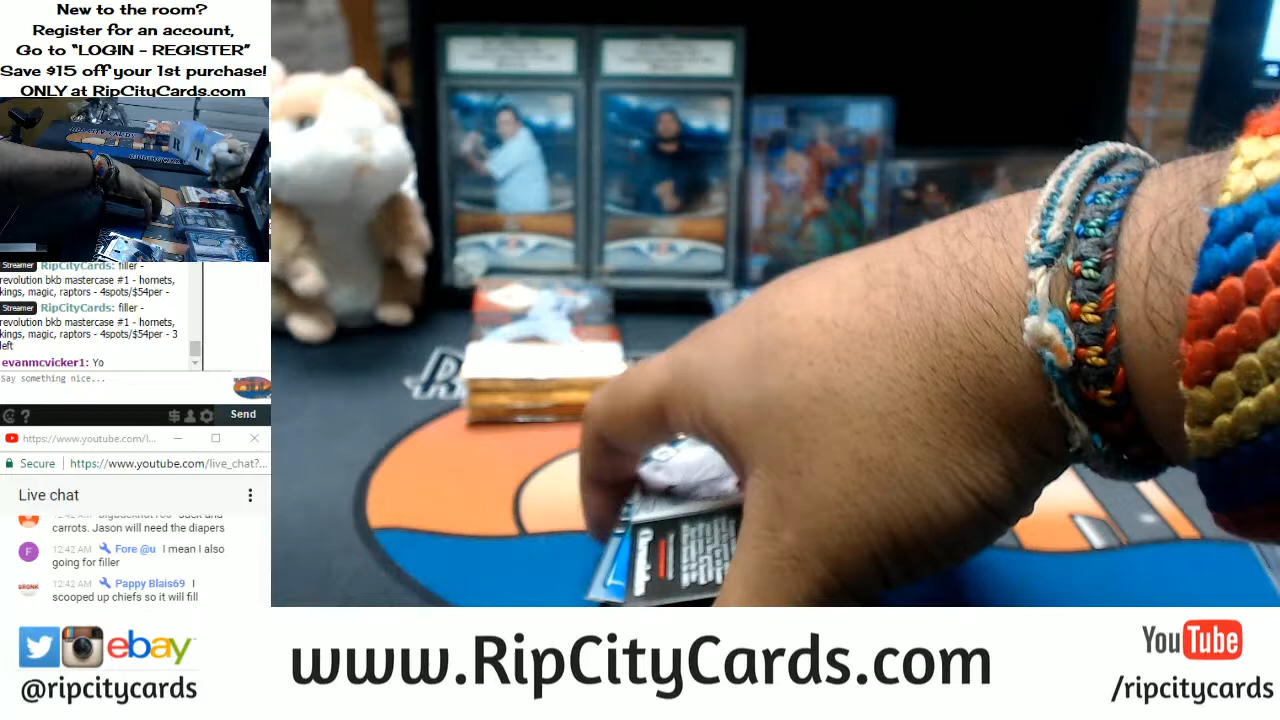 New to the room?
Register for an account,
Go to "LOGIN - REGISTER"
Save $15 off your 1st purchase!
ONLY at RipCityCards.com
RIP CITY CARDS
R
T
Streamer RipCityCards: filler -
revolution bkb mastercase #1 - hornets,
kings, magic, raptors - 4spots/$54per -
Streamer RipCityCards: filler -
revolution bkb mastercase #1 - hornets,
kings, magic, raptors - 4spots/$54per - 3
left
evanmcvicker1: Yo
Say something nice...
Send
https://www.youtube.com/l...
Secure https://www.youtube.com/live_chat?...
Live chat
carrots. Jason will need the diapers
12:42 AM Fore @u I mean I also
going for filler
12:42 AM Pappy Blais69 I
scooped up chiefs so it will fill
ebay
@ripcitycards
www.RipCityCards.com
YouTube
/ripcitycards